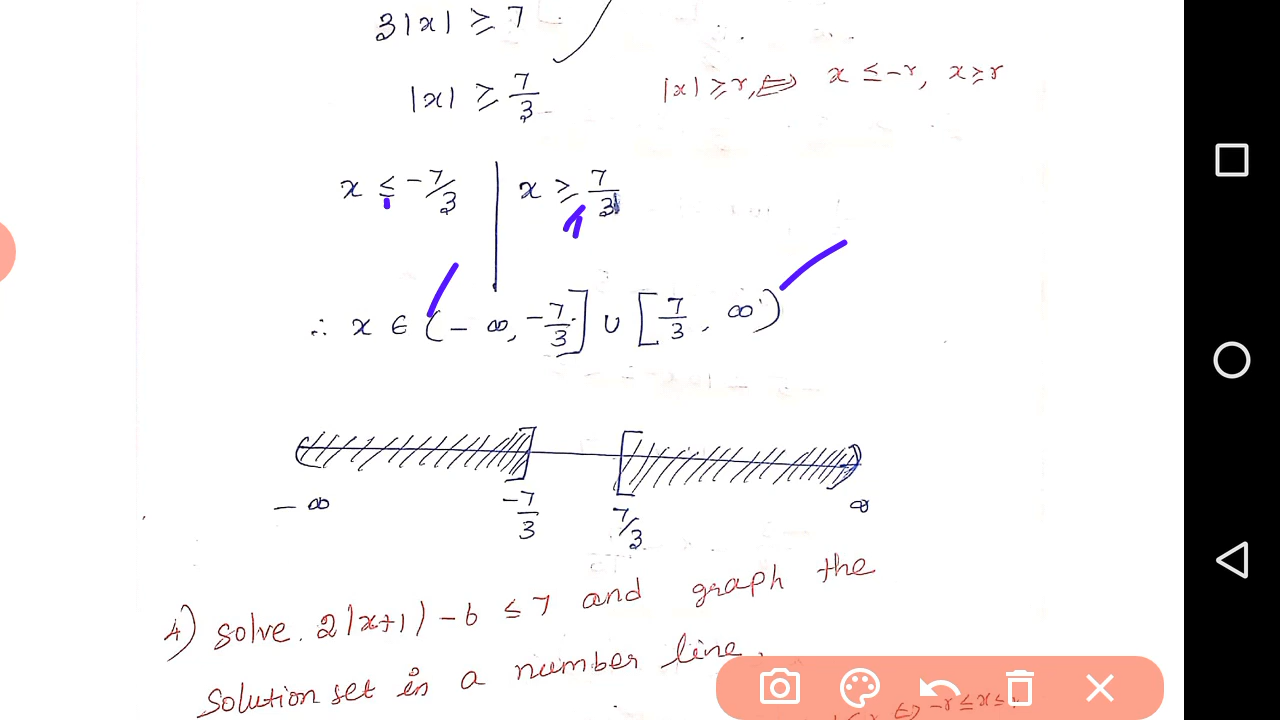 3|x| ≥ 7
|x| ≥ 7/3
|x| ≥ r, ⟺ x ≤ -r, x ≥ r
x ≤ -7/3 | x ≥ 7/3
∴ x ∈ (-∞, -7/3] ∪ [7/3, ∞)
-∞ -7/3 7/3 ∞
4) solve. 2|x+1| - 6 ≤ 7 and graph the
solution set in a number line.
⟺ -r ≤ x ≤